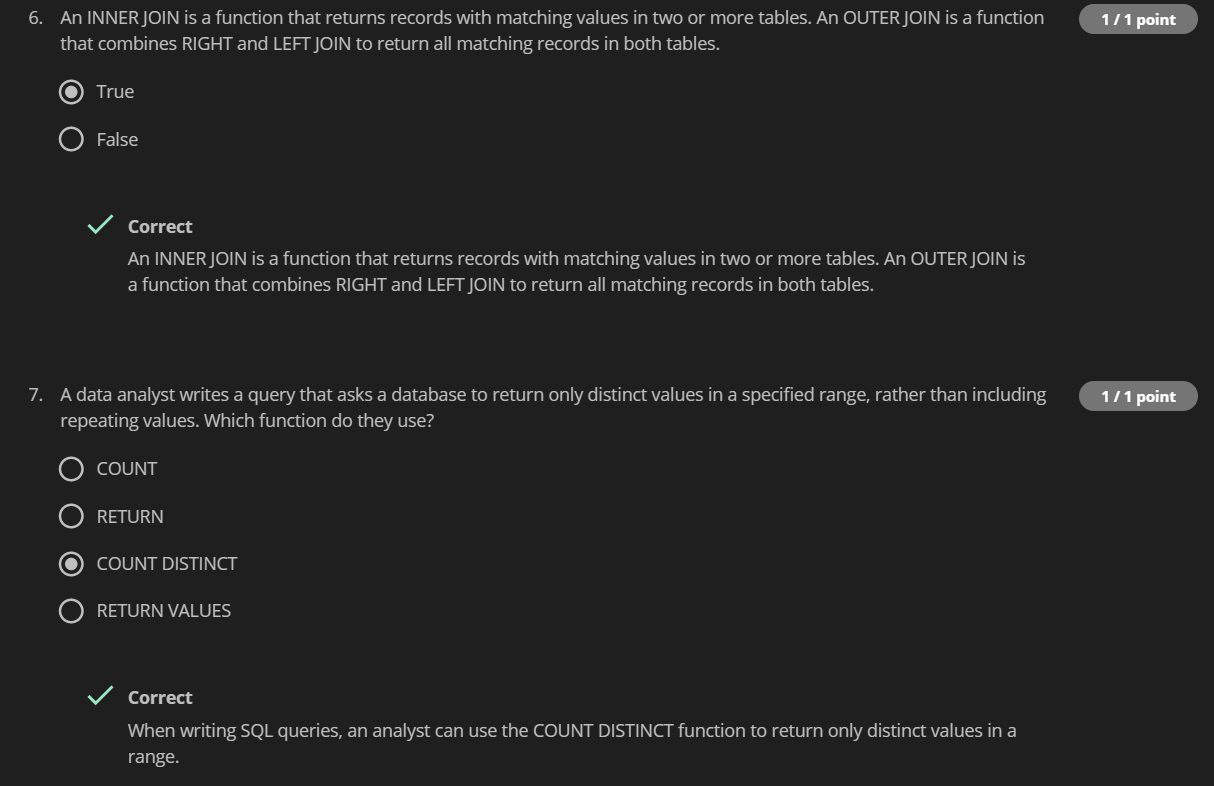 6. An INNER JOIN is a function that returns records with matching values in two or more tables. An OUTER JOIN is a function 1 / 1 point
that combines RIGHT and LEFT JOIN to return all matching records in both tables.
True
False
Correct
An INNER JOIN is a function that returns records with matching values in two or more tables. An OUTER JOIN is
a function that combines RIGHT and LEFT JOIN to return all matching records in both tables.
7. A data analyst writes a query that asks a database to return only distinct values in a specified range, rather than including 1 / 1 point
repeating values. Which function do they use?
COUNT
RETURN
COUNT DISTINCT
RETURN VALUES
Correct
When writing SQL queries, an analyst can use the COUNT DISTINCT function to return only distinct values in a
range.